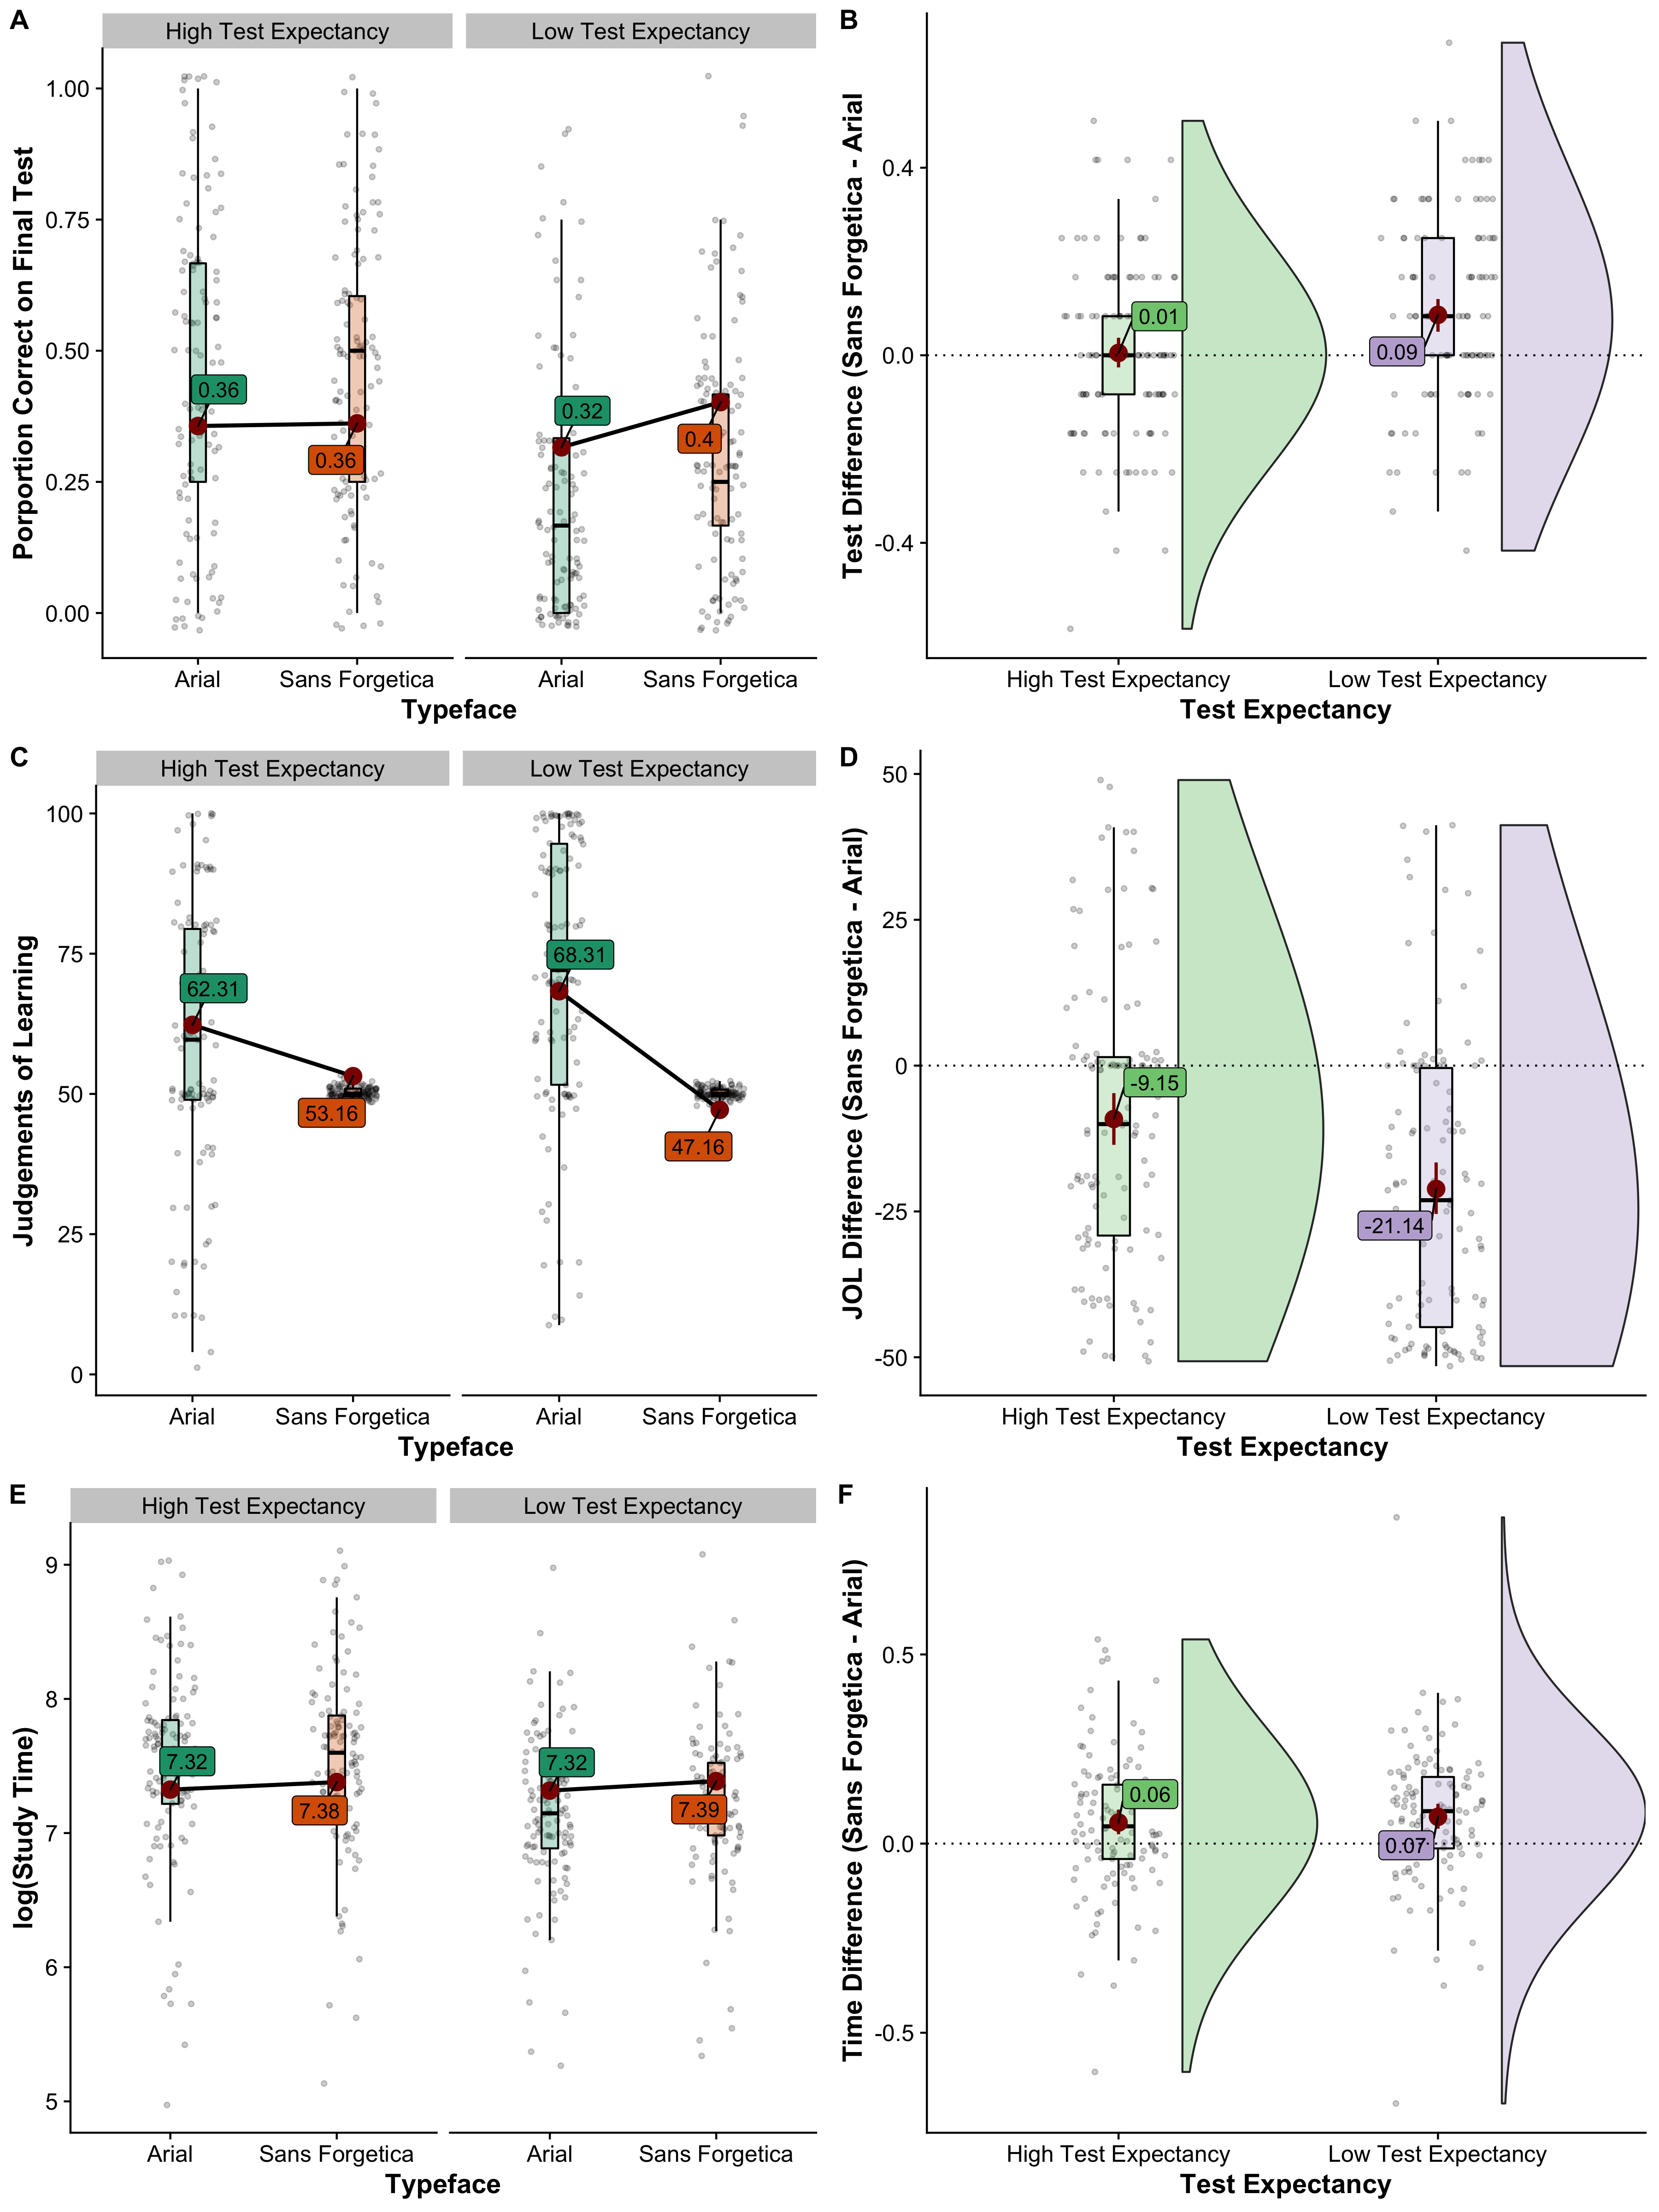 A
High Test Expectancy
Low Test Expectancy
Porportion Correct on Final Test
1.00
0.75
0.50
0.25
0.00
0.36
0.36
0.32
0.4
Arial
Sans Forgetica
Arial
Sans Forgetica
Typeface
B
Test Difference (Sans Forgetica - Arial
0.4
0.0
-0.4
0.01
0.09
High Test Expectancy
Low Test Expectancy
Test Expectancy
C
High Test Expectancy
Low Test Expectancy
Judgements of Learning
100
75
50
25
0
62.31
53.16
68.31
47.16
Arial
Sans Forgetica
Arial
Sans Forgetica
Typeface
D
JOL Difference (Sans Forgetica - Arial)
50
25
0
-25
-50
-9.15
-21.14
High Test Expectancy
Low Test Expectancy
Test Expectancy
E
High Test Expectancy
Low Test Expectancy
log(Study Time)
9
8
7
6
5
7.32
7.38
7.32
7.39
Arial
Sans Forgetica
Arial
Sans Forgetica
Typeface
F
Time Difference (Sans Forgetica - Arial)
0.5
0.0
-0.5
0.06
0.07
High Test Expectancy
Low Test Expectancy
Test Expectancy